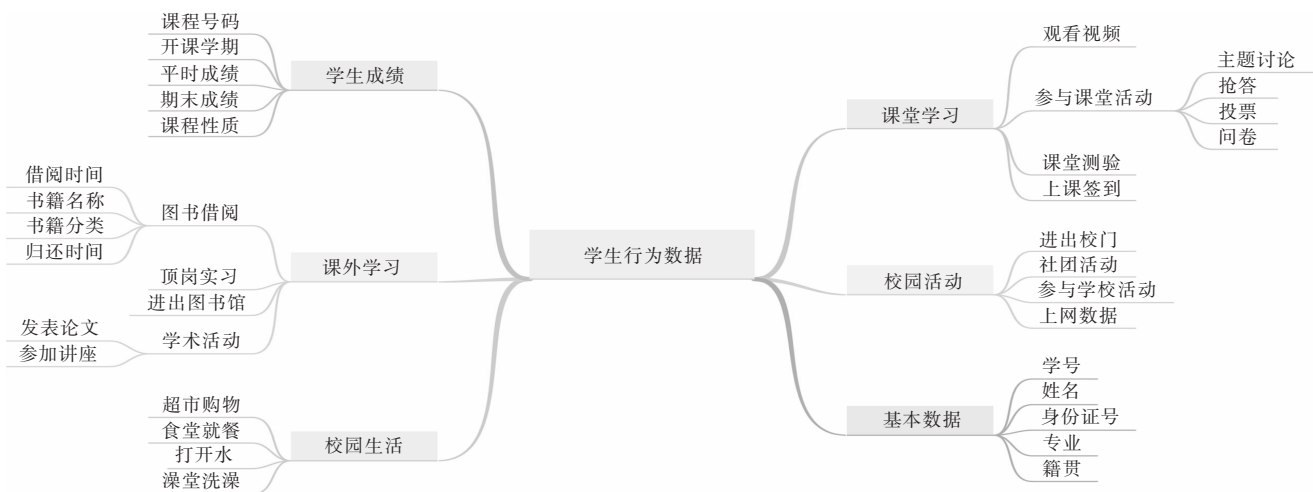 学生行为数据
学生成绩
课程号码
开课学期
平时成绩
期末成绩
课程性质
课外学习
图书借阅
借阅时间
书籍名称
书籍分类
归还时间
顶岗实习
进出图书馆
学术活动
发表论文
参加讲座
校园生活
超市购物
食堂就餐
打开水
澡堂洗澡
课堂学习
观看视频
参与课堂活动
主题讨论
抢答
投票
问卷
课堂测验
上课签到
校园活动
进出校门
社团活动
参与学校活动
上网数据
基本数据
学号
姓名
身份证号
专业
籍贯